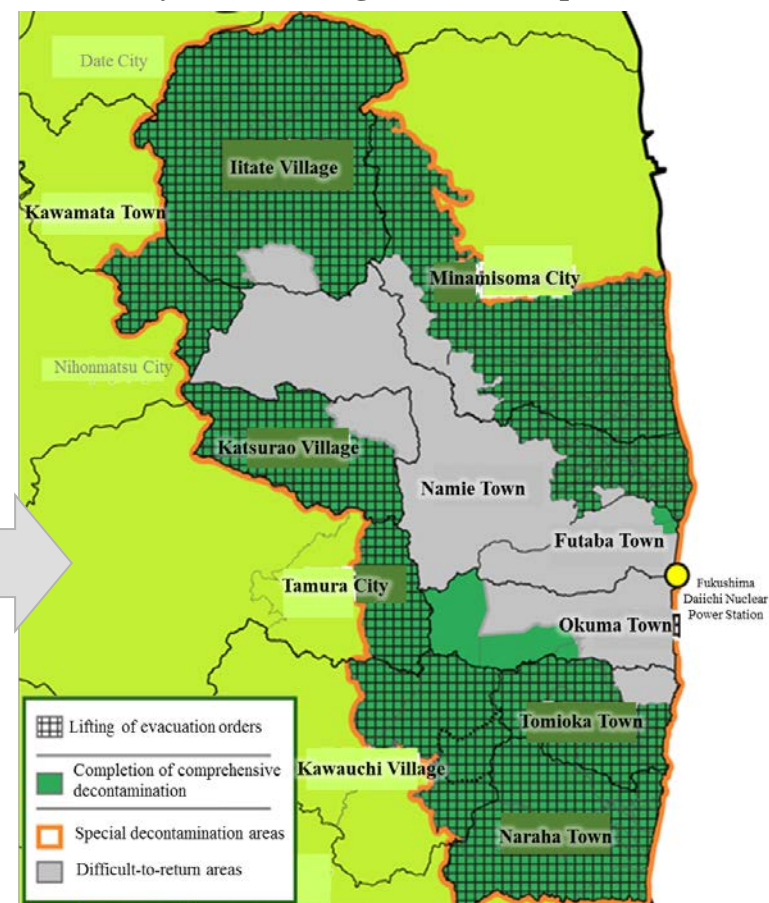 Date City
Iitate Village
Kawamata Town
Minamisoma City
Nihonmatsu City
Katsurao Village
Namie Town
Futaba Town
Fukushima
Daiichi Nuclear
Power Station
Tamura City
Okuma Town
Tomioka Town
Kawauchi Village
Naraha Town
Lifting of evacuation orders
Completion of comprehensive
decontamination
Special decontamination areas
Difficult-to-return areas